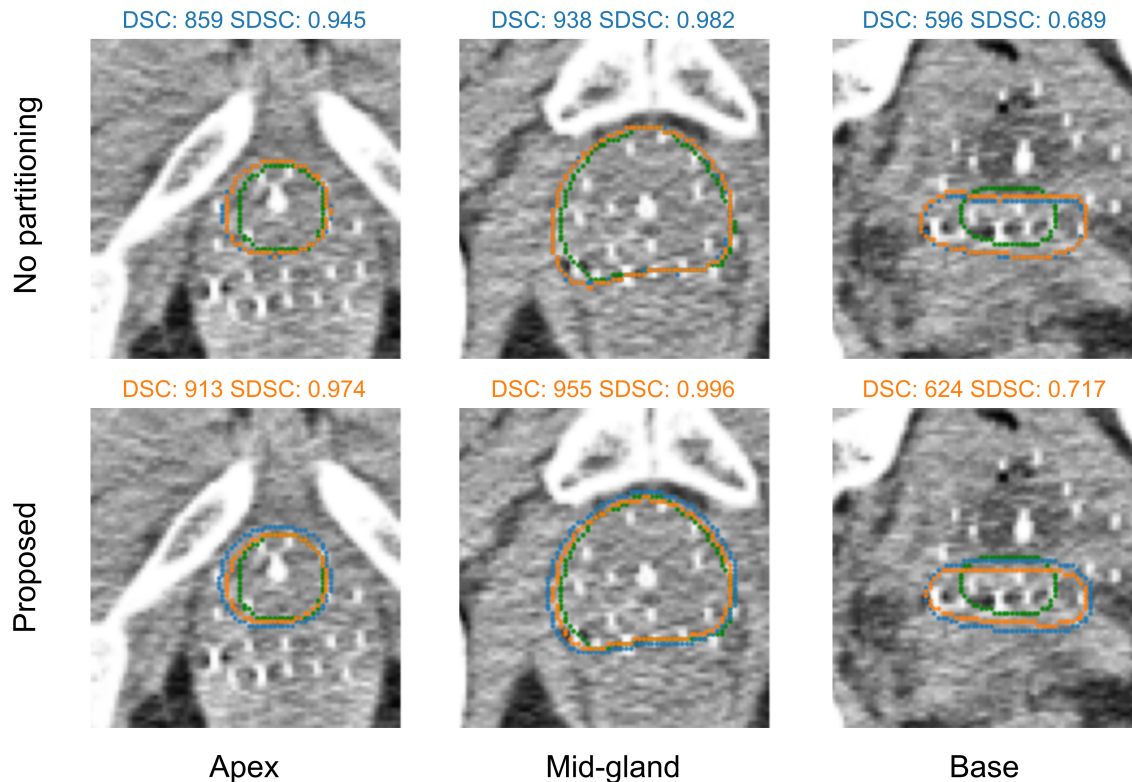 DSC: 859 SDSC: 0.945
DSC: 938 SDSC: 0.982
DSC: 596 SDSC: 0.689
No partitioning
DSC: 913 SDSC: 0.974
DSC: 955 SDSC: 0.996
DSC: 624 SDSC: 0.717
Proposed
Apex
Mid-gland
Base